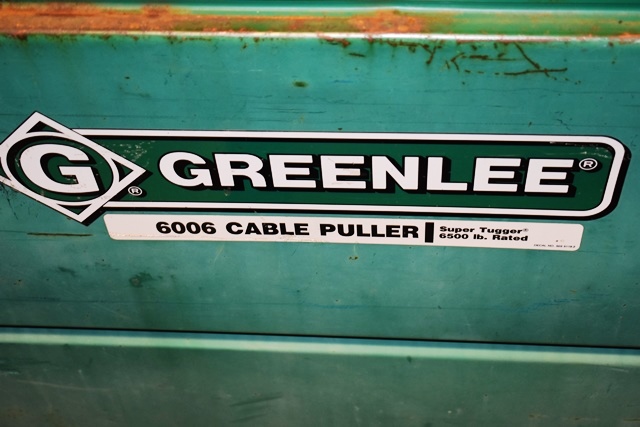 G®
GREENLEE®
6006 CABLE PULLER
Super Tugger®
6500 lb. Rated